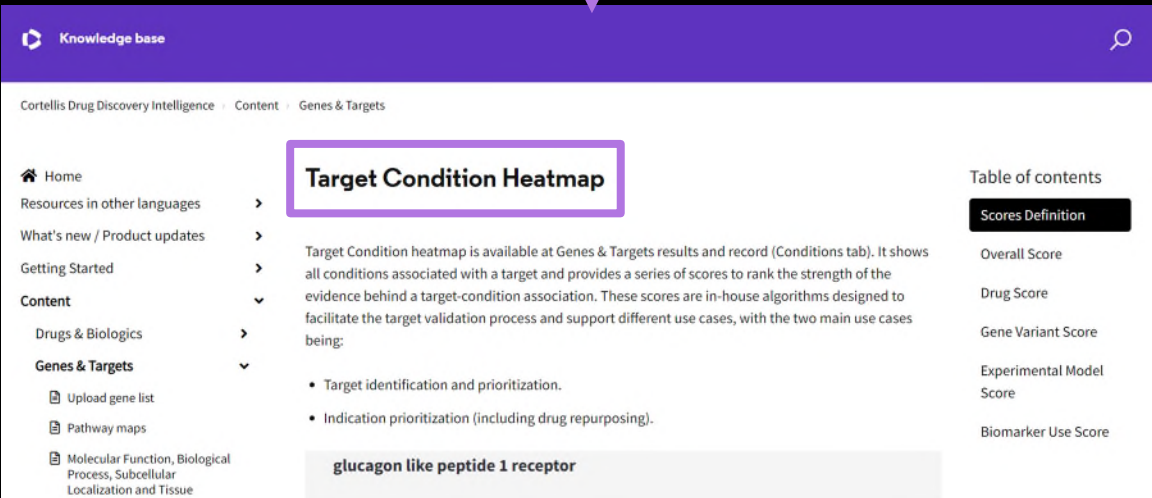 Knowledge base
Cortellis Drug Discovery Intelligence Content Genes & Targets
Home
Resources in other languages
What's new / Product updates
Getting Started
Content
Drugs & Biologics
Genes & Targets
Upload gene list
Pathway maps
Molecular Function, Biological
Process, Subcellular
Localization and Tissue
Target Condition Heatmap
Target Condition heatmap is available at Genes & Targets results and record (Conditions tab). It shows
all conditions associated with a target and provides a series of scores to rank the strength of the
evidence behind a target-condition association. These scores are in-house algorithms designed to
facilitate the target validation process and support different use cases, with the two main use cases
being:
• Target identification and prioritization.
• Indication prioritization (including drug repurposing).
glucagon like peptide 1 receptor
Table of contents
Scores Definition
Overall Score
Drug Score
Gene Variant Score
Experimental Model
Score
Biomarker Use Score